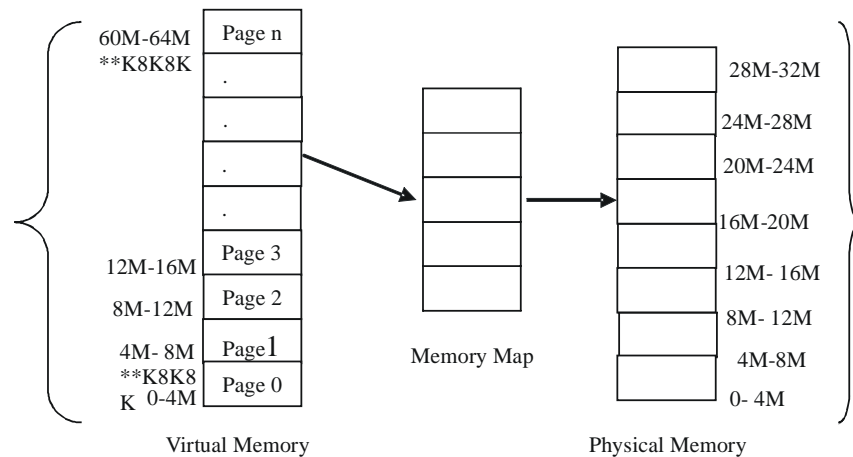 60M-64M
**K8K8K
Page n
.
.
.
.
12M-16M
Page 3
8M-12M
Page 2
4M- 8M
Page1
**K8K8
K 0-4M
Page 0
Virtual Memory
Memory Map
28M-32M
24M-28M
20M-24M
16M-20M
12M- 16M
8M- 12M
4M-8M
0- 4M
Physical Memory